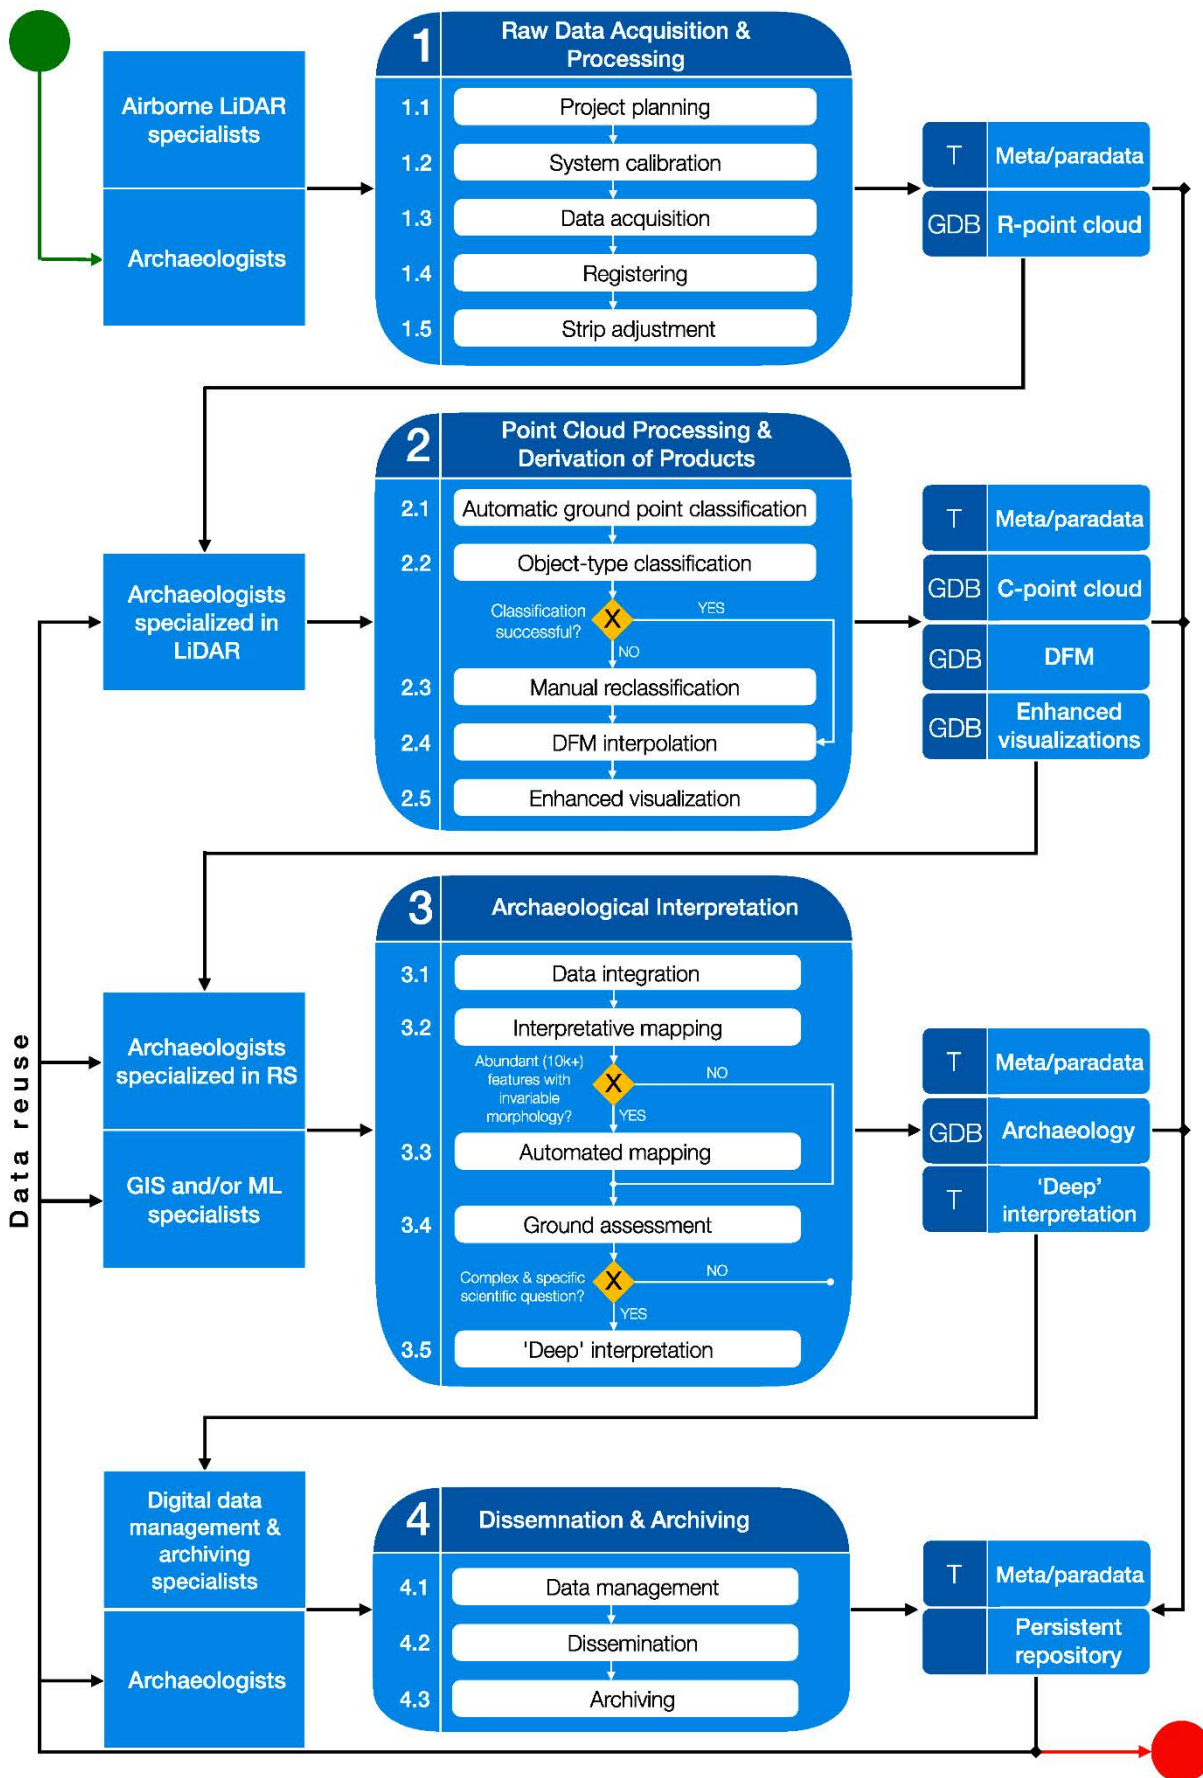 1
Raw Data Acquisition &
Processing
Airborne LiDAR
specialists
Archaeologists
1.1 Project planning
1.2 System calibration
1.3 Data acquisition
1.4 Registering
1.5 Strip adjustment
T Meta/paradata
GDB R-point cloud
2
Point Cloud Processing &
Derivation of Products
Archaeologists
specialized in
LiDAR
2.1 Automatic ground point classification
2.2 Object-type classification
Classification
successful?
X
YES
NO
2.3 Manual reclassification
2.4 DFM interpolation
2.5 Enhanced visualization
T Meta/paradata
GDB C-point cloud
GDB DFM
GDB Enhanced
visualizations
3
Archaeological Interpretation
Data reuse
Archaeologists
specialized in RS
GIS and/or ML
specialists
3.1 Data integration
3.2 Interpretative mapping
Abundant (10k+)
features with
invariable
morphology?
X
NO
YES
3.3 Automated mapping
3.4 Ground assessment
Complex & specific
scientific question?
X
NO
YES
3.5 'Deep' interpretation
T Meta/paradata
GDB Archaeology
T ‘Deep’
interpretation
4
Dissemnation & Archiving
Digital data
management &
archiving
specialists
Archaeologists
4.1 Data management
4.2 Dissemination
4.3 Archiving
T Meta/paradata
Persistent
repository